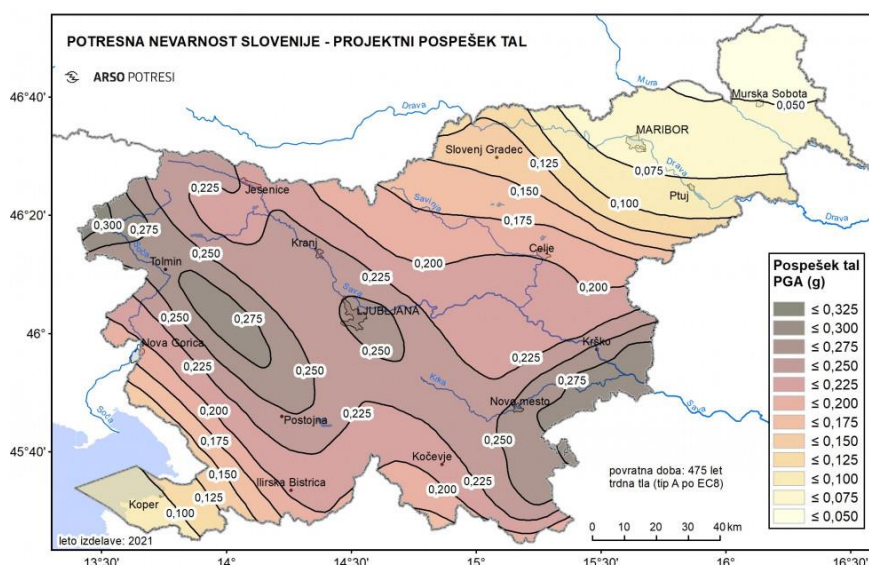 POTRESNA NEVARNOST SLOVENIJE - PROJEKTNI POSPEŠEK TAL
ARSO POTRESI
46°40'
46°20'
46°
45°40'
Mura
Murska Sobota
0,050
Drava
MARIBOR
Slovenj Gradec
0,125
0,075
Drava
0,150
0,100
Ptuj
0,225
Jesenice
Savinja
0,175
Drava
0,300
0,275
0,250
Kranj
Celje
Soča
Tolmin
0,200
0,225
0,200
Sava
LJUBLJANA
0,250
0,275
0,250
0,225
Krško
Nova Gorica
0,275
0,250
Krka
Soča
0,200
0,225
Novo mesto
Sava
Postojna
0,175
0,250
Kočevje
0,150
Ilirska Bistrica
0,200
0,225
Koper
0,125
0,100
Pospešek tal
PGA (g)
≤ 0,325
≤ 0,300
≤ 0,275
≤ 0,250
≤ 0,225
≤ 0,200
≤ 0,175
≤ 0,150
≤ 0,125
≤ 0,100
≤ 0,075
≤ 0,050
povratna doba: 475 let
trdna tla (tip A po EC8)
0 10 20 30 40 km
leto izdelave: 2021
13°30' 14° 14°30' 15° 15°30' 16° 16°30'